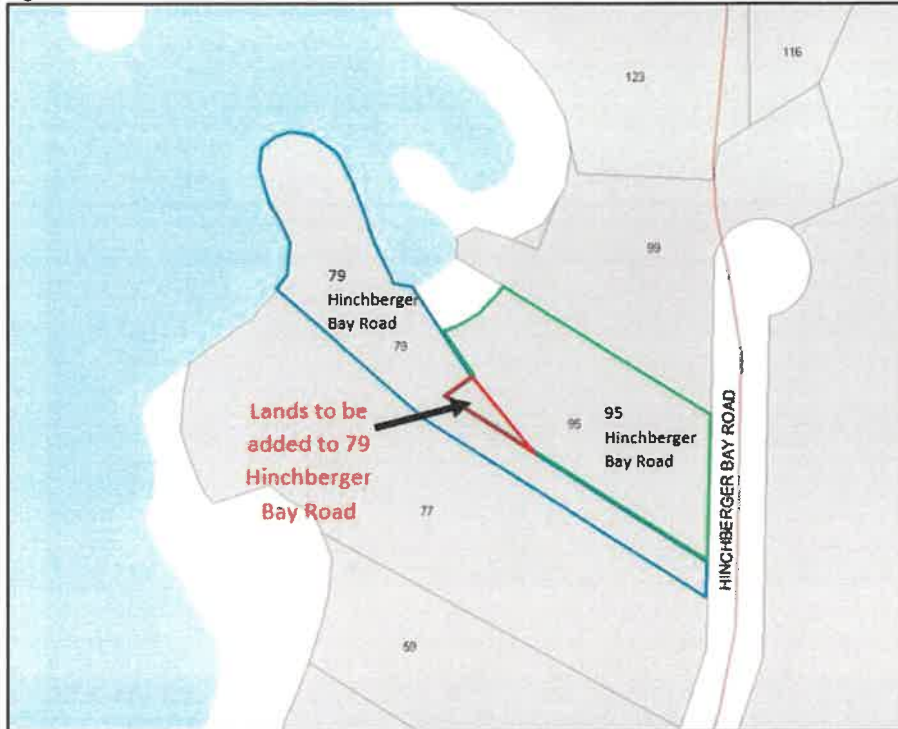 116
123
99
79
Hinchberger
Bay Road
79
95
95
Hinchberger
Bay Road
Lands to be
added to 79
Hinchberger
Bay Road
77
59
HINCHBERGER BAY ROAD